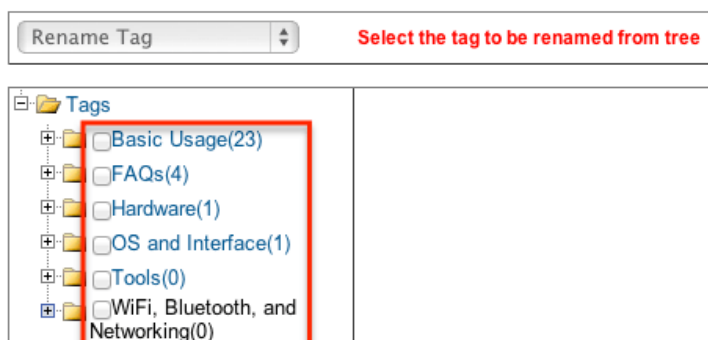 Rename Tag
Select the tag to be renamed from tree
Tags
Basic Usage(23)
FAQs(4)
Hardware(1)
OS and Interface(1)
Tools(0)
WiFi, Bluetooth, and
Networking(0)